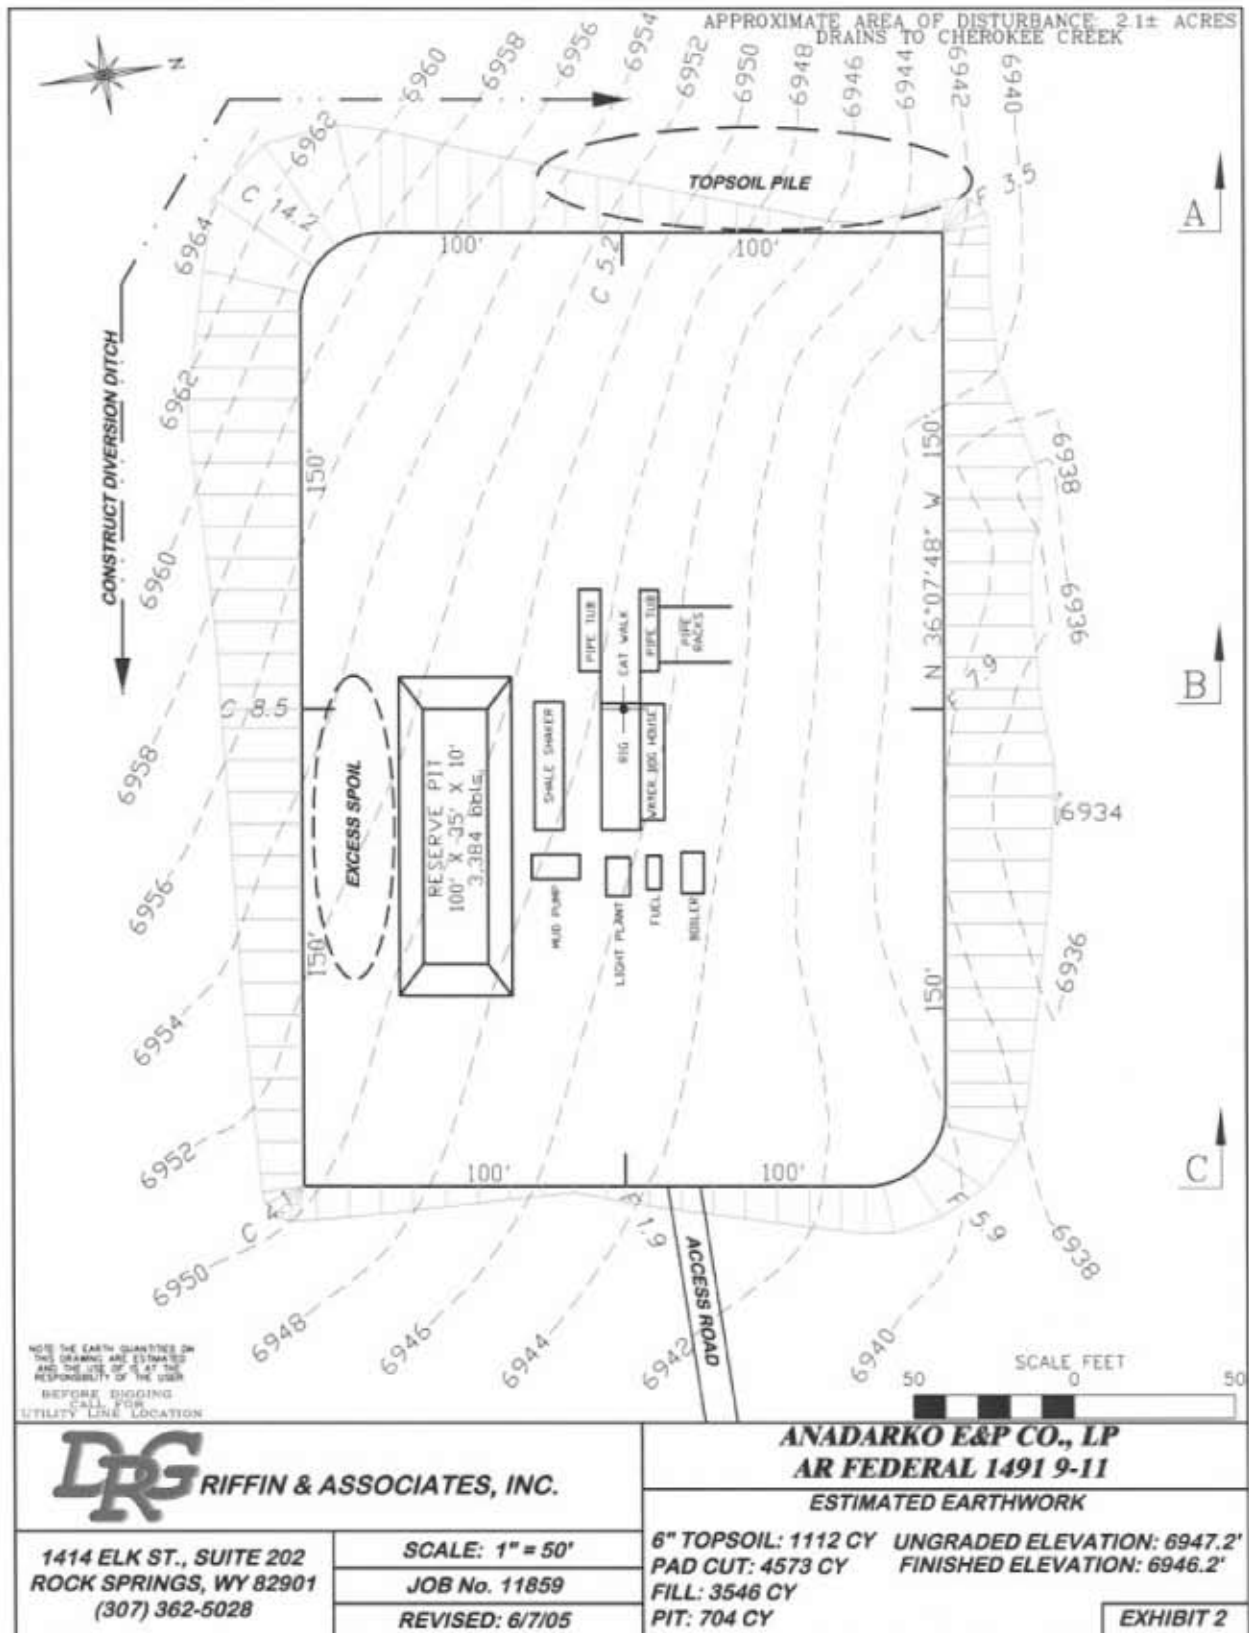 APPROXIMATE AREA OF DISTURBANCE: 2.1± ACRES
DRAINS TO CHEROKEE CREEK
N
6960
6958
6956
6954
6952
6950
6948
6946
6944
6942
6940
6962
6964
C 14.2
TOPSOIL PILE
F 3.5
A
100'
C 5.2
100'
CONSTRUCT DIVERSION DITCH
6962
150'
150'
6938
6960
N 36°07'48" W
6936
PIPE TUB
CAT WALK
PIPE TUB
PIPE RACKS
F 7.9
B
C 8.5
6958
EXCESS SPOIL
RESERVE PIT
100' X 35' X 10'
3,384 bbls.
SHALE SHAKER
RIG
WATER DOG HOUSE
6934
6956
MUD PUMP
LIGHT PLANT
FUEL
BOILER
150'
150'
6936
6954
6952
100'
100'
C
F 1.9
F 5.9
6938
6950
6948
6946
6944
6942
6940
ACCESS ROAD
NOTE THE EARTH QUANTITIES ON
THIS DRAWING ARE ESTIMATED
AND THE USE OF IS AT THE
RESPONSIBILITY OF THE USER
BEFORE DIGGING
CALL FOR
UTILITY LINE LOCATION
SCALE FEET
50 0 50
DRG RIFFIN & ASSOCIATES, INC.
1414 ELK ST., SUITE 202
ROCK SPRINGS, WY 82901
(307) 362-5028
SCALE: 1" = 50'
JOB No. 11859
REVISED: 6/7/05
ANADARKO E&P CO., LP
AR FEDERAL 1491 9-11
ESTIMATED EARTHWORK
6" TOPSOIL: 1112 CY UNGRADED ELEVATION: 6947.2'
PAD CUT: 4573 CY FINISHED ELEVATION: 6946.2'
FILL: 3546 CY
PIT: 704 CY
EXHIBIT 2